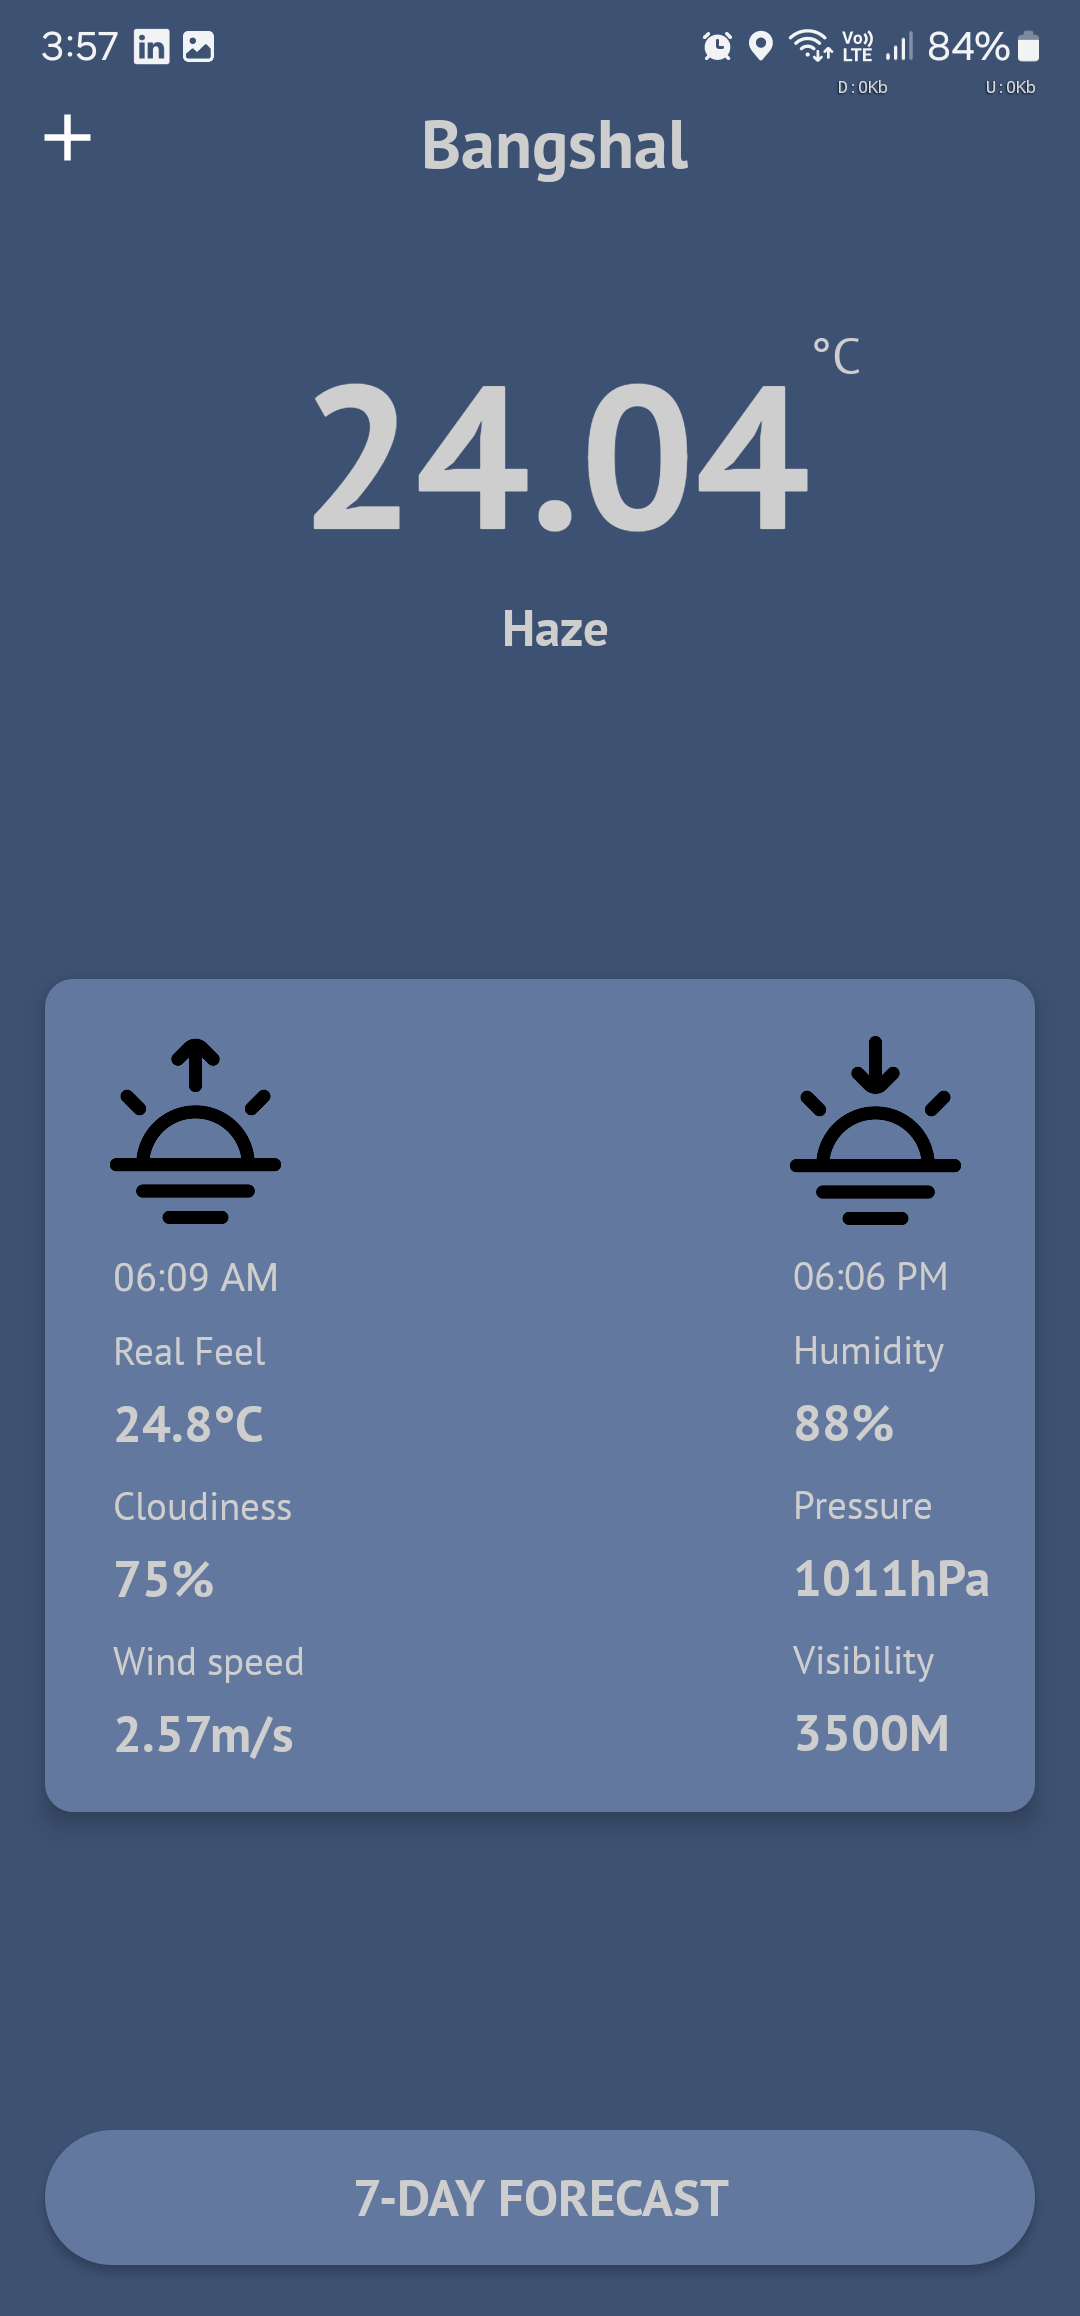 3:57 in Vo)) LTE 84%
D:0Kb U:0Kb
Bangshal
24.04 °C
Haze
06:09 AM 06:06 PM
Real Feel Humidity
24.8°C 88%
Cloudiness Pressure
75% 1011hPa
Wind speed Visibility
2.57m/s 3500M
7-DAY FORECAST